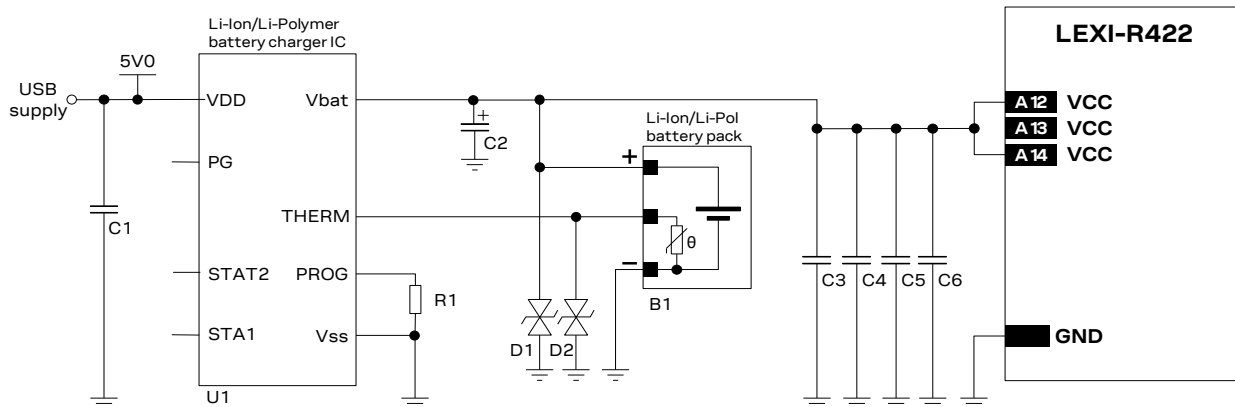 Li-Ion/Li-Polymer
battery charger IC
LEXI-R422
5V0
USB
supply
VDD
Vbat
Li-Ion/Li-Pol
battery pack
A12 VCC
A13 VCC
A14 VCC
+
C2
PG
+
THERM
C1
θ
STAT2
PROG
–
C3
C4
C5
C6
R1
B1
STA1
Vss
D1
D2
GND
U1